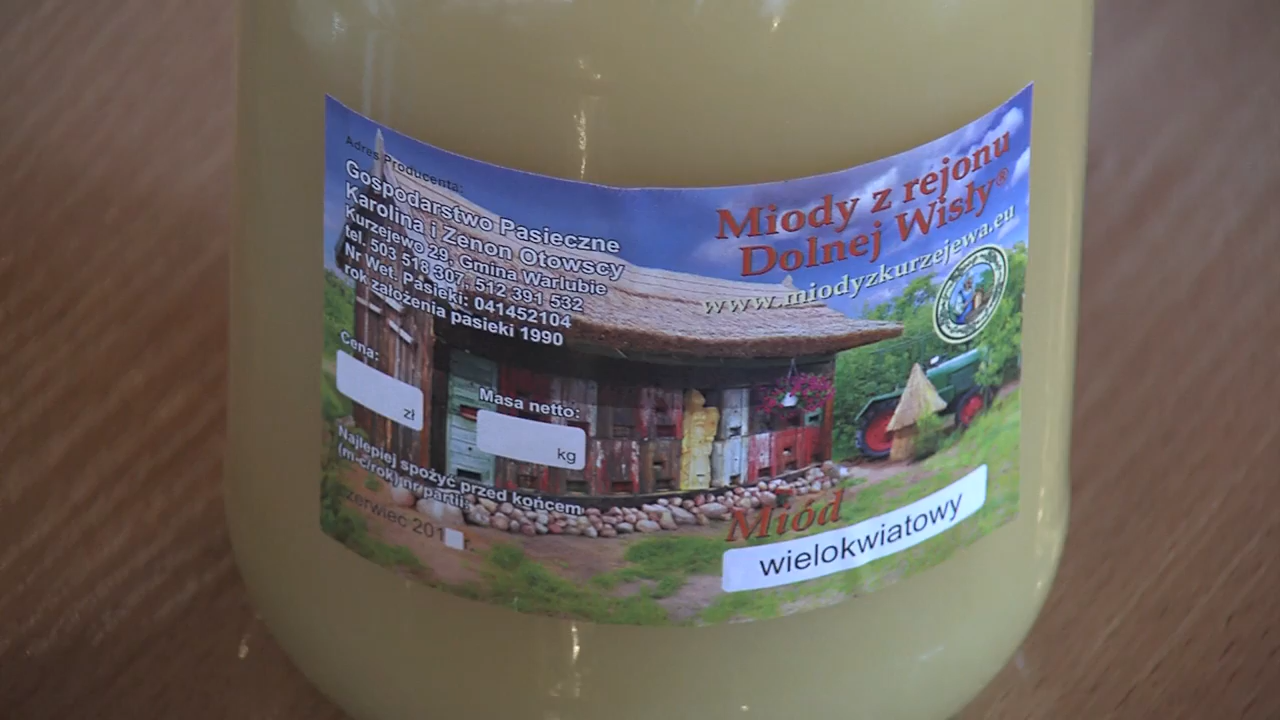 Adres Producenta:
Gospodarstwo Pasieczne
Karolina i Zenon Otowscy
Kurzejewo 29, Gmina Warlubie
tel. 503 518 307, 512 391 532
Nr Wet. Pasieki: 041452104
rok założenia pasieki 1990
Cena:
zł
Masa netto:
kg
Najlepiej spożyć przed końcem
(m-c/rok) nr partii:
czerwiec 201 r.
Miody z rejonu
Dolnej Wisły®
www.miodyzkurzejewa.eu
Miód
wielokwiatowy